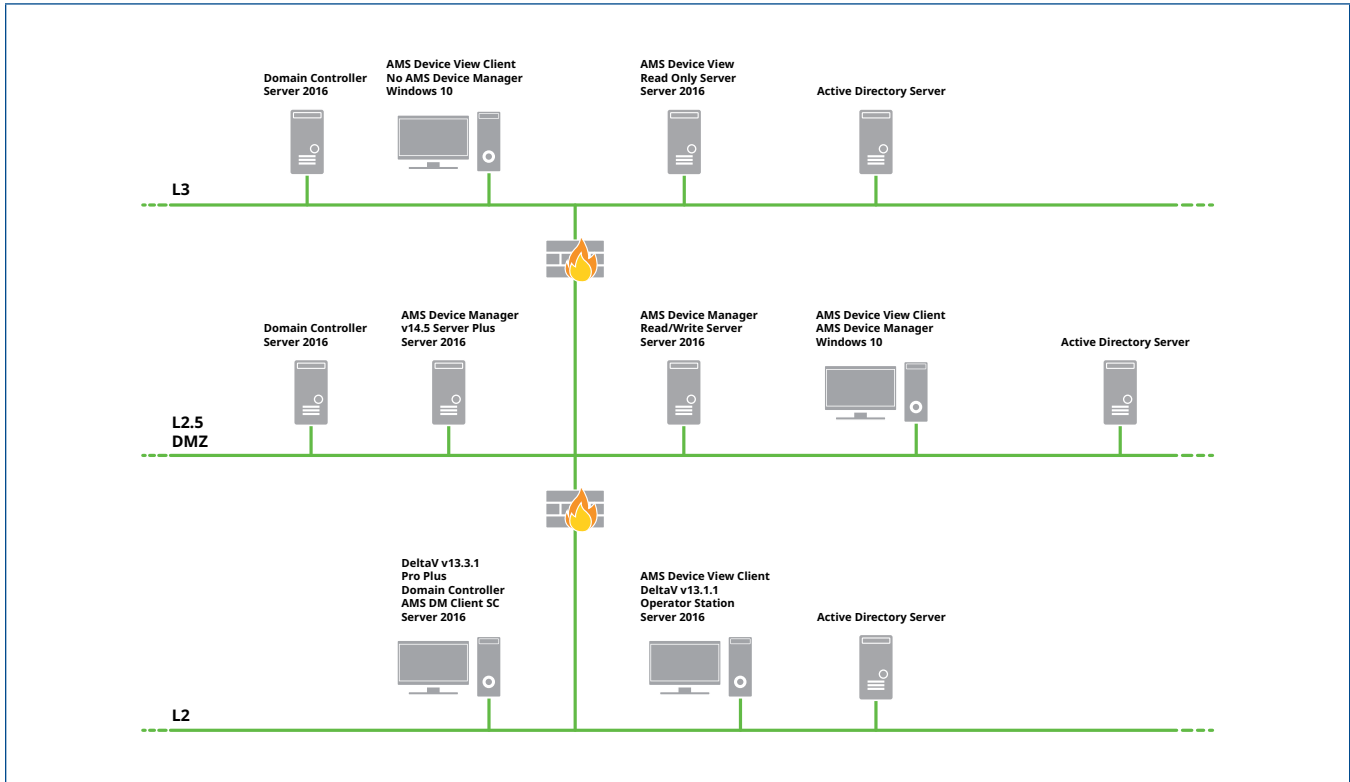 Domain Controller
Server 2016
AMS Device View Client
No AMS Device Manager
Windows 10
AMS Device View
Read Only Server
Server 2016
Active Directory Server
L3
Domain Controller
Server 2016
AMS Device Manager
v14.5 Server Plus
Server 2016
AMS Device Manager
Read/Write Server
Server 2016
AMS Device View Client
AMS Device Manager
Windows 10
Active Directory Server
L2.5
DMZ
DeltaV v13.3.1
Pro Plus
Domain Controller
AMS DM Client SC
Server 2016
AMS Device View Client
DeltaV v13.1.1
Operator Station
Server 2016
Active Directory Server
L2